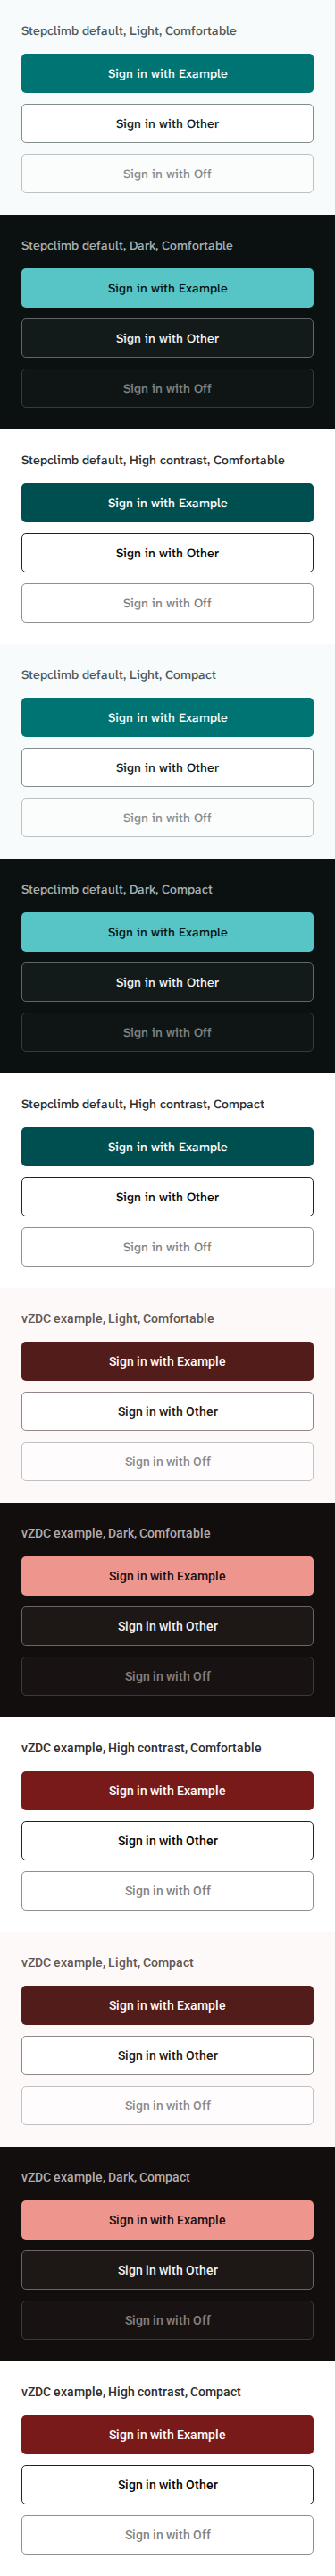 Stepclimb default, Light, Comfortable
Sign in with Example
Sign in with Other
Sign in with Off
Stepclimb default, Dark, Comfortable
Sign in with Example
Sign in with Other
Sign in with Off
Stepclimb default, High contrast, Comfortable
Sign in with Example
Sign in with Other
Sign in with Off
Stepclimb default, Light, Compact
Sign in with Example
Sign in with Other
Sign in with Off
Stepclimb default, Dark, Compact
Sign in with Example
Sign in with Other
Sign in with Off
Stepclimb default, High contrast, Compact
Sign in with Example
Sign in with Other
Sign in with Off
vZDC example, Light, Comfortable
Sign in with Example
Sign in with Other
Sign in with Off
vZDC example, Dark, Comfortable
Sign in with Example
Sign in with Other
Sign in with Off
vZDC example, High contrast, Comfortable
Sign in with Example
Sign in with Other
Sign in with Off
vZDC example, Light, Compact
Sign in with Example
Sign in with Other
Sign in with Off
vZDC example, Dark, Compact
Sign in with Example
Sign in with Other
Sign in with Off
vZDC example, High contrast, Compact
Sign in with Example
Sign in with Other
Sign in with Off